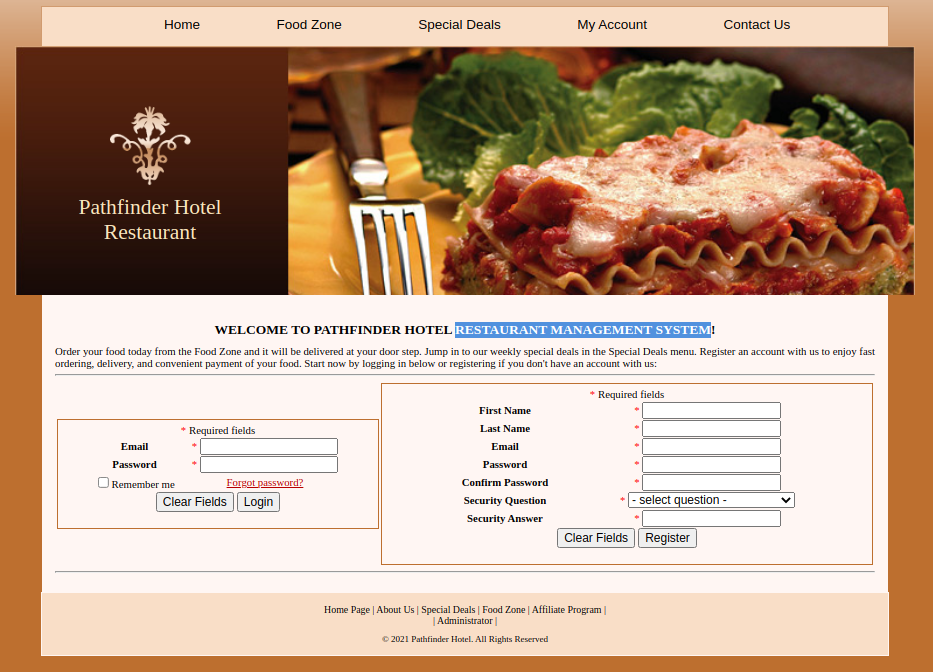 Home Food Zone Special Deals My Account Contact Us
Pathfinder Hotel
Restaurant
WELCOME TO PATHFINDER HOTEL RESTAURANT MANAGEMENT SYSTEM!
Order your food today from the Food Zone and it will be delivered at your door step. Jump in to our weekly special deals in the Special Deals menu. Register an account with us to enjoy fast
ordering, delivery, and convenient payment of your food. Start now by logging in below or registering if you don't have an account with us:
* Required fields
Email *
Password *
Remember me Forgot password?
Clear Fields Login
* Required fields
First Name *
Last Name *
Email *
Password *
Confirm Password *
Security Question * - select question -
Security Answer *
Clear Fields Register
Home Page | About Us | Special Deals | Food Zone | Affiliate Program |
| Administrator |
© 2021 Pathfinder Hotel. All Rights Reserved